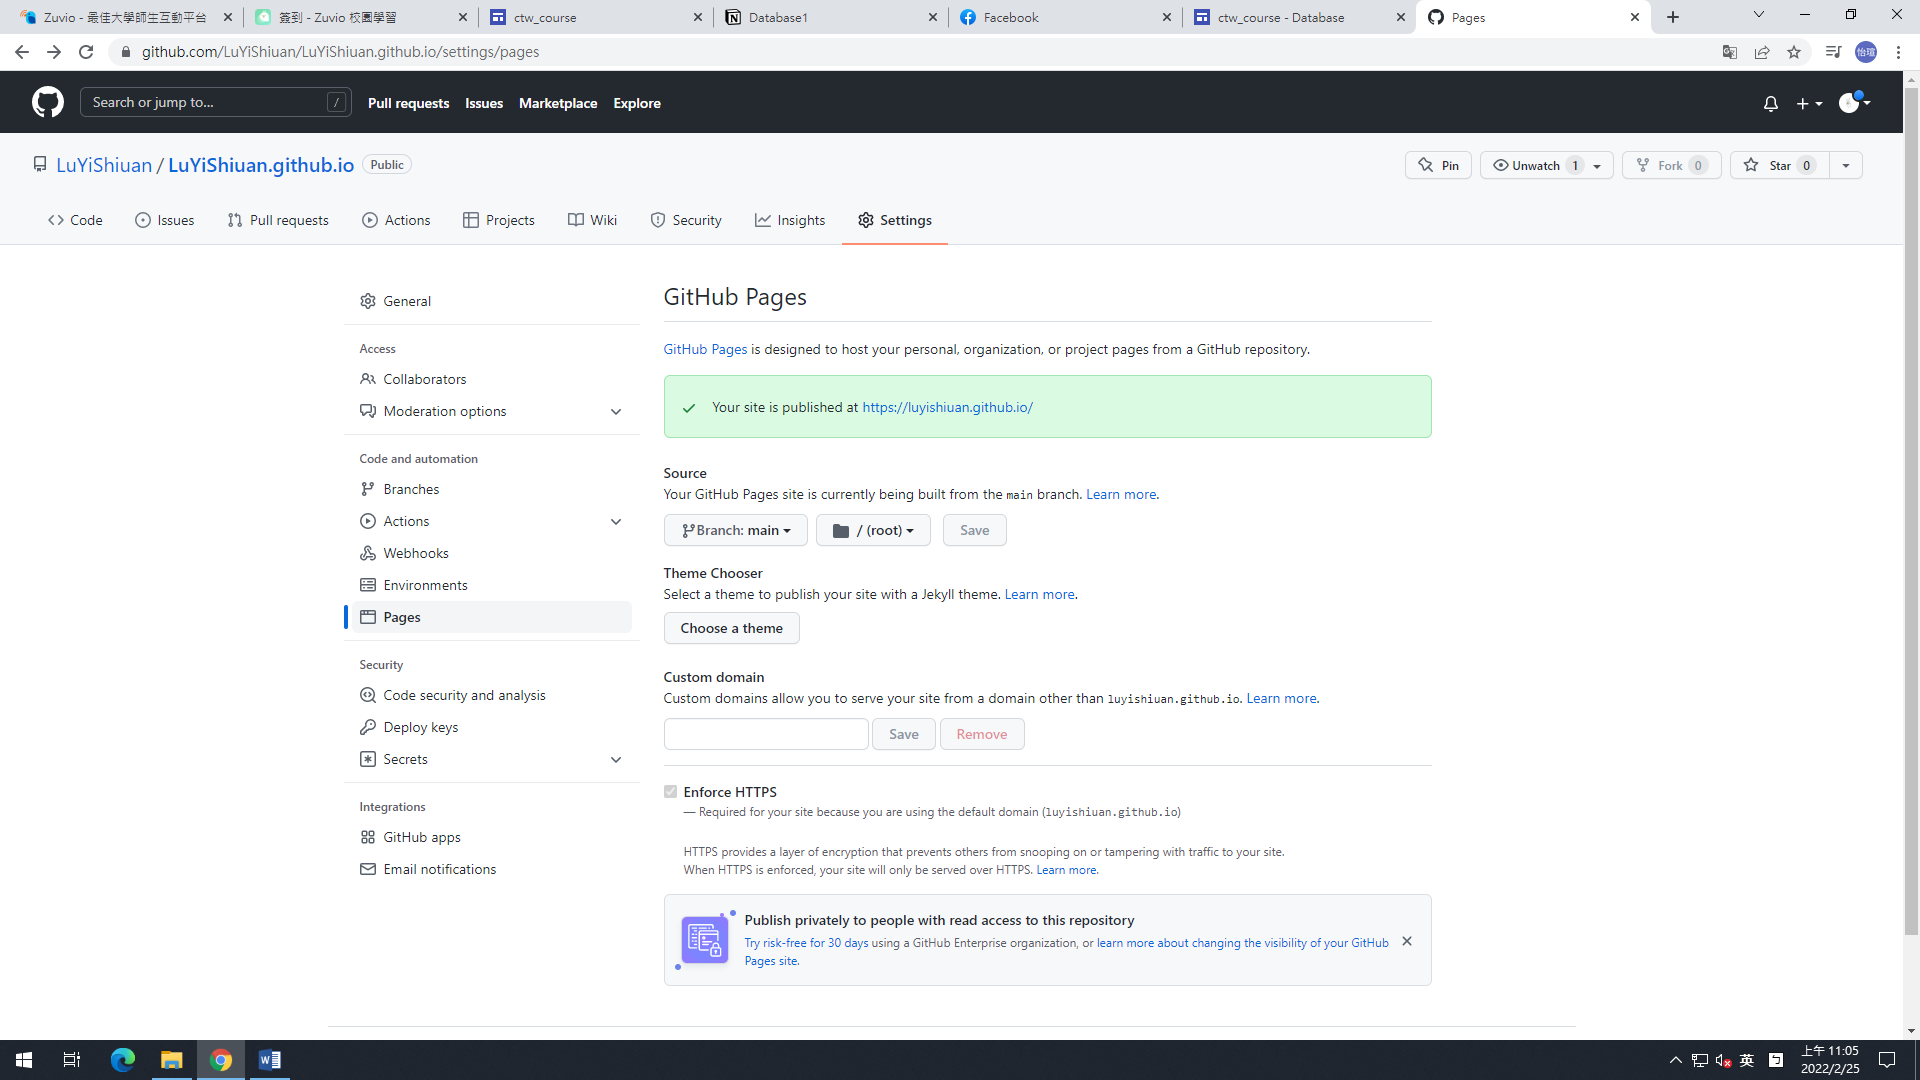 Zuvio - 最佳大學師生互動平台
簽到 - Zuvio 校園學習
ctw_course
Database1
Facebook
ctw_course - Database
Pages
github.com/LuYiShiuan/LuYiShiuan.github.io/settings/pages
怡瑄
Search or jump to...
/
Pull requests
Issues
Marketplace
Explore
LuYiShiuan / LuYiShiuan.github.io
Public
Pin
Unwatch 1
Fork 0
Star 0
Code
Issues
Pull requests
Actions
Projects
Wiki
Security
Insights
Settings
General
Access
Collaborators
Moderation options
Code and automation
Branches
Actions
Webhooks
Environments
Pages
Security
Code security and analysis
Deploy keys
Secrets
Integrations
GitHub apps
Email notifications
GitHub Pages
GitHub Pages is designed to host your personal, organization, or project pages from a GitHub repository.
Your site is published at https://luyishiuan.github.io/
Source
Your GitHub Pages site is currently being built from the main branch. Learn more.
Branch: main
/ (root)
Save
Theme Chooser
Select a theme to publish your site with a Jekyll theme. Learn more.
Choose a theme
Custom domain
Custom domains allow you to serve your site from a domain other than luyishiuan.github.io. Learn more.
Save
Remove
Enforce HTTPS
— Required for your site because you are using the default domain (luyishiuan.github.io)
HTTPS provides a layer of encryption that prevents others from snooping on or tampering with traffic to your site.
When HTTPS is enforced, your site will only be served over HTTPS. Learn more.
Publish privately to people with read access to this repository
Try risk-free for 30 days using a GitHub Enterprise organization, or learn more about changing the visibility of your GitHub
Pages site.
英
上午 11:05
2022/2/25